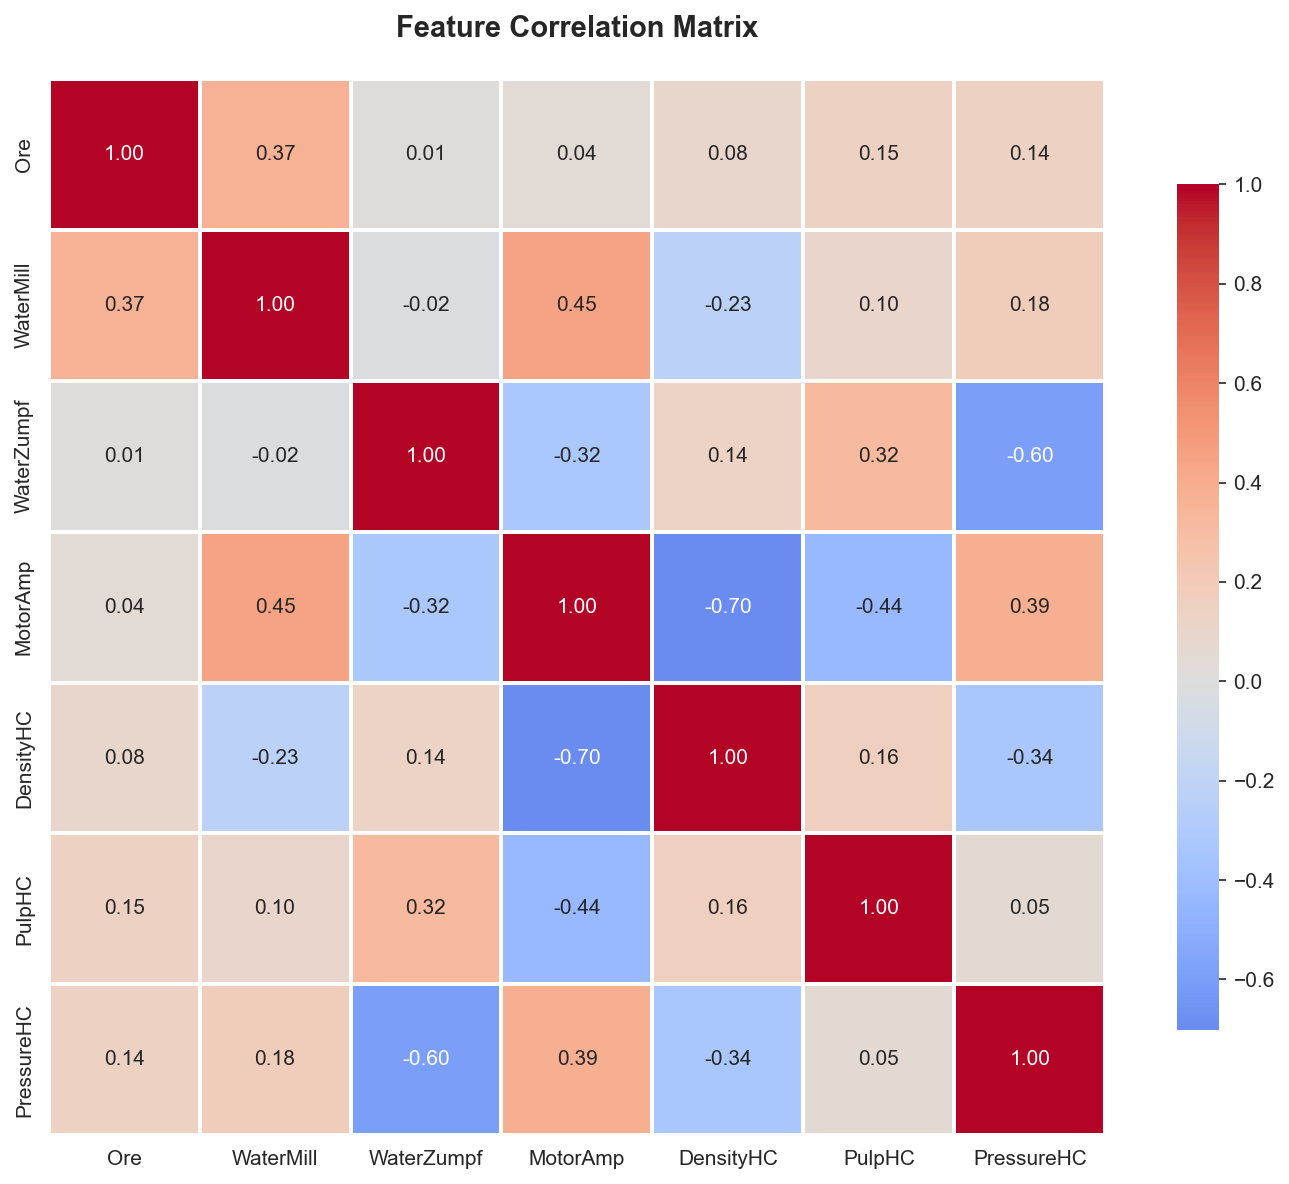 Feature Correlation Matrix
Ore 1.00 0.37 0.01 0.04 0.08 0.15 0.14
WaterMill 0.37 1.00 -0.02 0.45 -0.23 0.10 0.18
WaterZumpf 0.01 -0.02 1.00 -0.32 0.14 0.32 -0.60
MotorAmp 0.04 0.45 -0.32 1.00 -0.70 -0.44 0.39
DensityHC 0.08 -0.23 0.14 -0.70 1.00 0.16 -0.34
PulpHC 0.15 0.10 0.32 -0.44 0.16 1.00 0.05
PressureHC 0.14 0.18 -0.60 0.39 -0.34 0.05 1.00
Ore WaterMill WaterZumpf MotorAmp DensityHC PulpHC PressureHC
1.0
0.8
0.6
0.4
0.2
0.0
−0.2
−0.4
−0.6